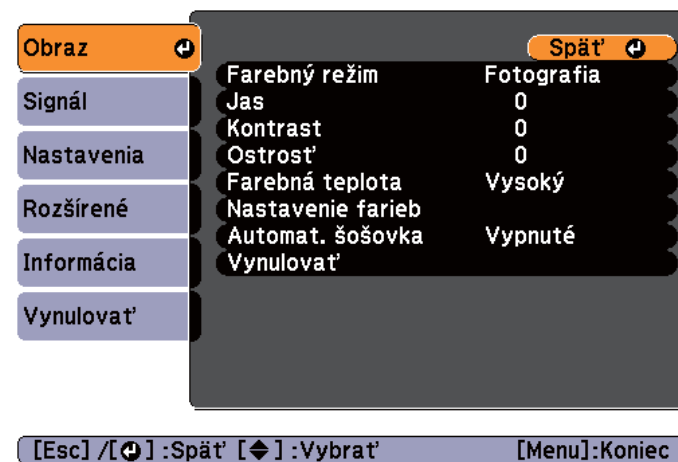 Obraz
Signál
Nastavenia
Rozšírené
Informácia
Vynulovať
Späť
Farebný režim Fotografia
Jas 0
Kontrast 0
Ostrosť 0
Farebná teplota Vysoký
Nastavenie farieb
Automat. šošovka Vypnuté
Vynulovať
[Esc] /[ ] :Späť [ ] :Vybrať [Menu]:Koniec